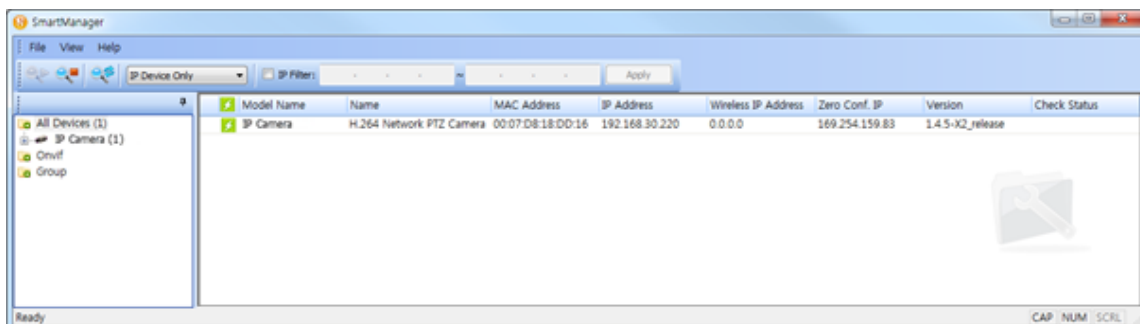 SmartManager
File View Help
IP Device Only IP Filter: . . . ~ . . . Apply
Model Name Name MAC Address IP Address Wireless IP Address Zero Conf. IP Version Check Status
All Devices (1) IP Camera H.264 Network PTZ Camera 00:07:D8:18:DD:16 192.168.30.220 0.0.0.0 169.254.159.83 1.4.5-X2_release
IP Camera (1)
Onvif
Group
Ready CAP NUM SCRL